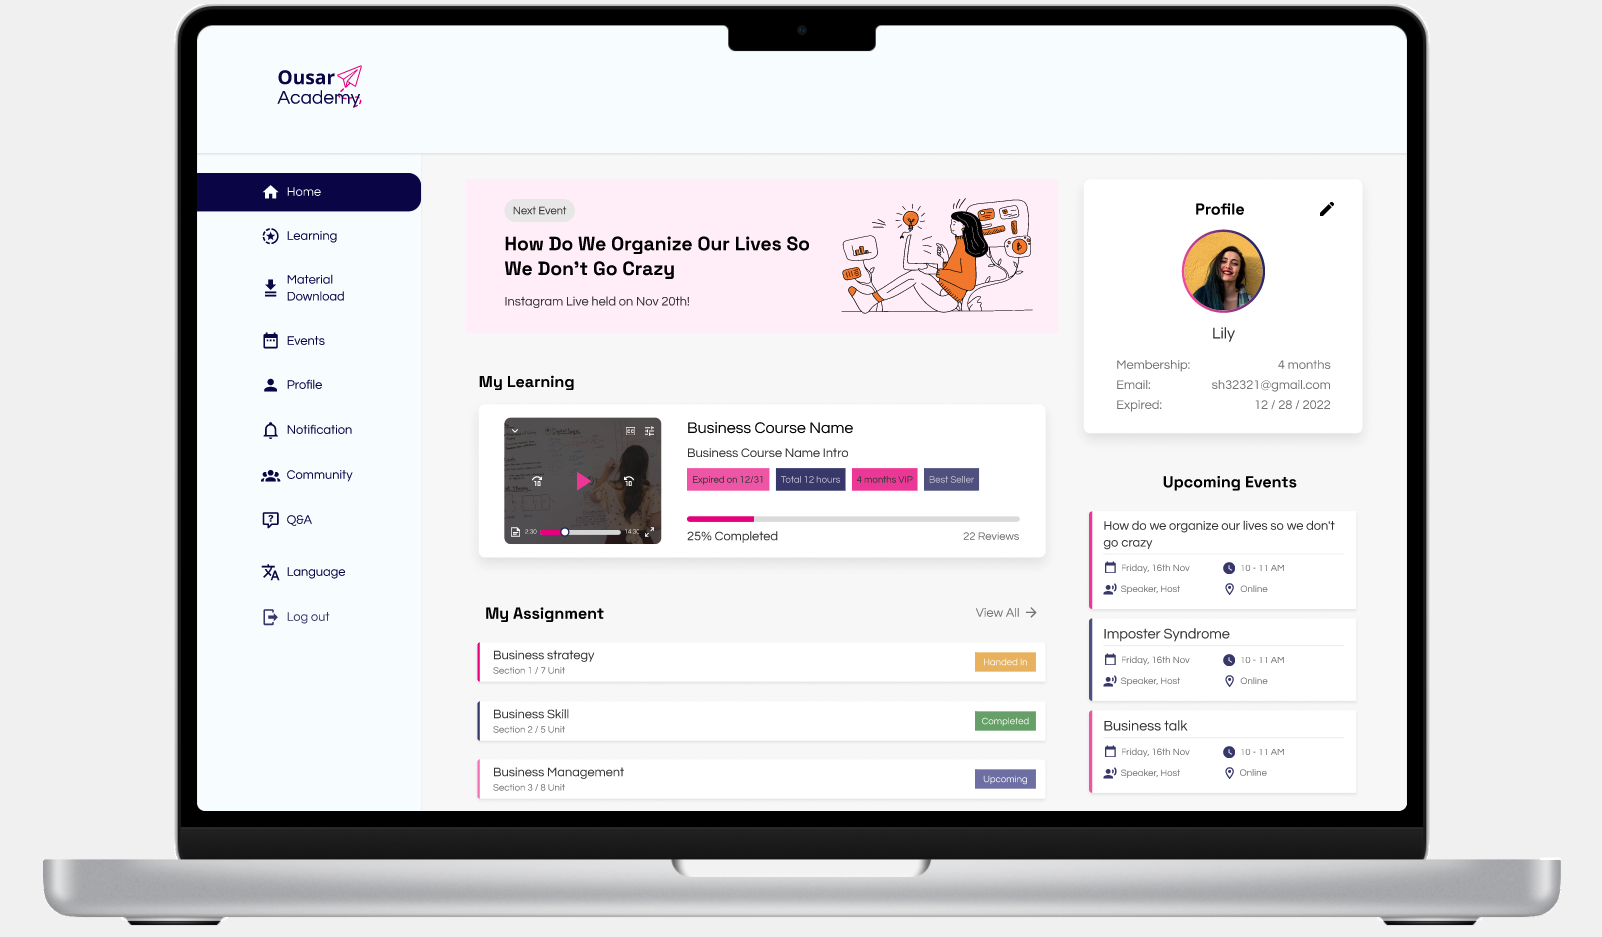 Ousar
Academy
Home
Learning
Material
Download
Events
Profile
Notification
Community
Q&A
Language
Log out
Next Event
How Do We Organize Our Lives So
We Don't Go Crazy
Instagram Live held on Nov 20th!
My Learning
CC
10
10
2:30
14:30
Business Course Name
Business Course Name Intro
Expired on 12/31
Total 12 hours
4 months VIP
Best Seller
25% Completed
22 Reviews
My Assignment
View All
Business strategy
Section 1 / 7 Unit
Handed In
Business Skill
Section 2 / 5 Unit
Completed
Business Management
Section 3 / 8 Unit
Upcoming
Profile
Lily
Membership: 4 months
Email: sh32321@gmail.com
Expired: 12 / 28 / 2022
Upcoming Events
How do we organize our lives so we don't
go crazy
Friday, 16th Nov 10 - 11 AM
Speaker, Host Online
Imposter Syndrome
Friday, 16th Nov 10 - 11 AM
Speaker, Host Online
Business talk
Friday, 16th Nov 10 - 11 AM
Speaker, Host Online